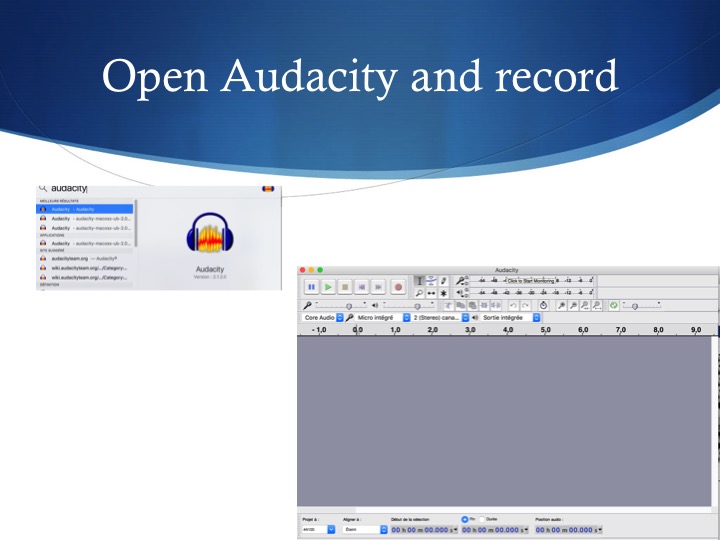 Open Audacity and record
audacity
MEILLEURS RÉSULTATS
Audacity - Audacity
Audacity - audacity-macosx-ub-2.0...
Audacity - audacity-macosx-ub-3.0...
APPLICATIONS
Audacity - audacity-macosx-ub-2.0...
SITE SUGGÉRÉ
audacityteam.org — Audacity®
wiki.audacityteam.org/../Category-...
wiki.audacityteam.org/../Category-...
DÉFINITION
Audacity
Version : 2.1.2.0
Audacity
Click to Start Monitoring
Core Audio Micro intégré 2 (Stereo) cana... Sortie intégrée
- 1,0 0,0 1,0 2,0 3,0 4,0 5,0 6,0 7,0 8,0 9,0
Projet à : Aligner à : Début de la sélection Fin Durée Position audio :
44100 Zoom 00 h 00 m 00.000 s 00 h 00 m 00.000 s 00 h 00 m 00.000 s